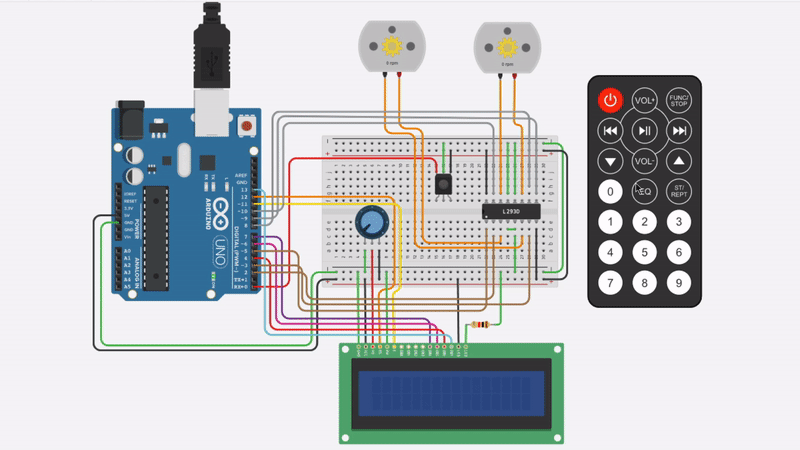 0 rpm
0 rpm
VOL+
FUNC/
STOP
VOL-
0
EQ
ST/
REPT
1
2
3
4
5
6
7
8
9
L293D
ARDUINO
UNO
DIGITAL (PWM~)
AREF
GND
13
12
~11
~10
~9
8
7
~6
~5
4
~3
2
TX→1
RX←0
IOREF
RESET
3.3V
5V
GND
GND
Vin
POWER
ANALOG IN
A0
A1
A2
A3
A4
A5